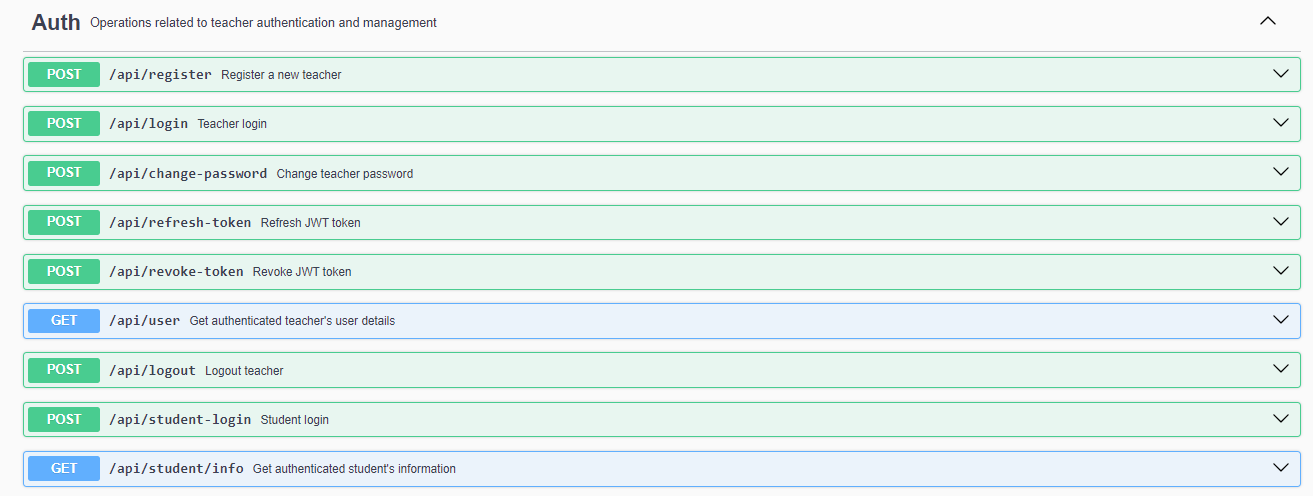 Auth Operations related to teacher authentication and management
POST /api/register Register a new teacher
POST /api/login Teacher login
POST /api/change-password Change teacher password
POST /api/refresh-token Refresh JWT token
POST /api/revoke-token Revoke JWT token
GET /api/user Get authenticated teacher's user details
POST /api/logout Logout teacher
POST /api/student-login Student login
GET /api/student/info Get authenticated student's information